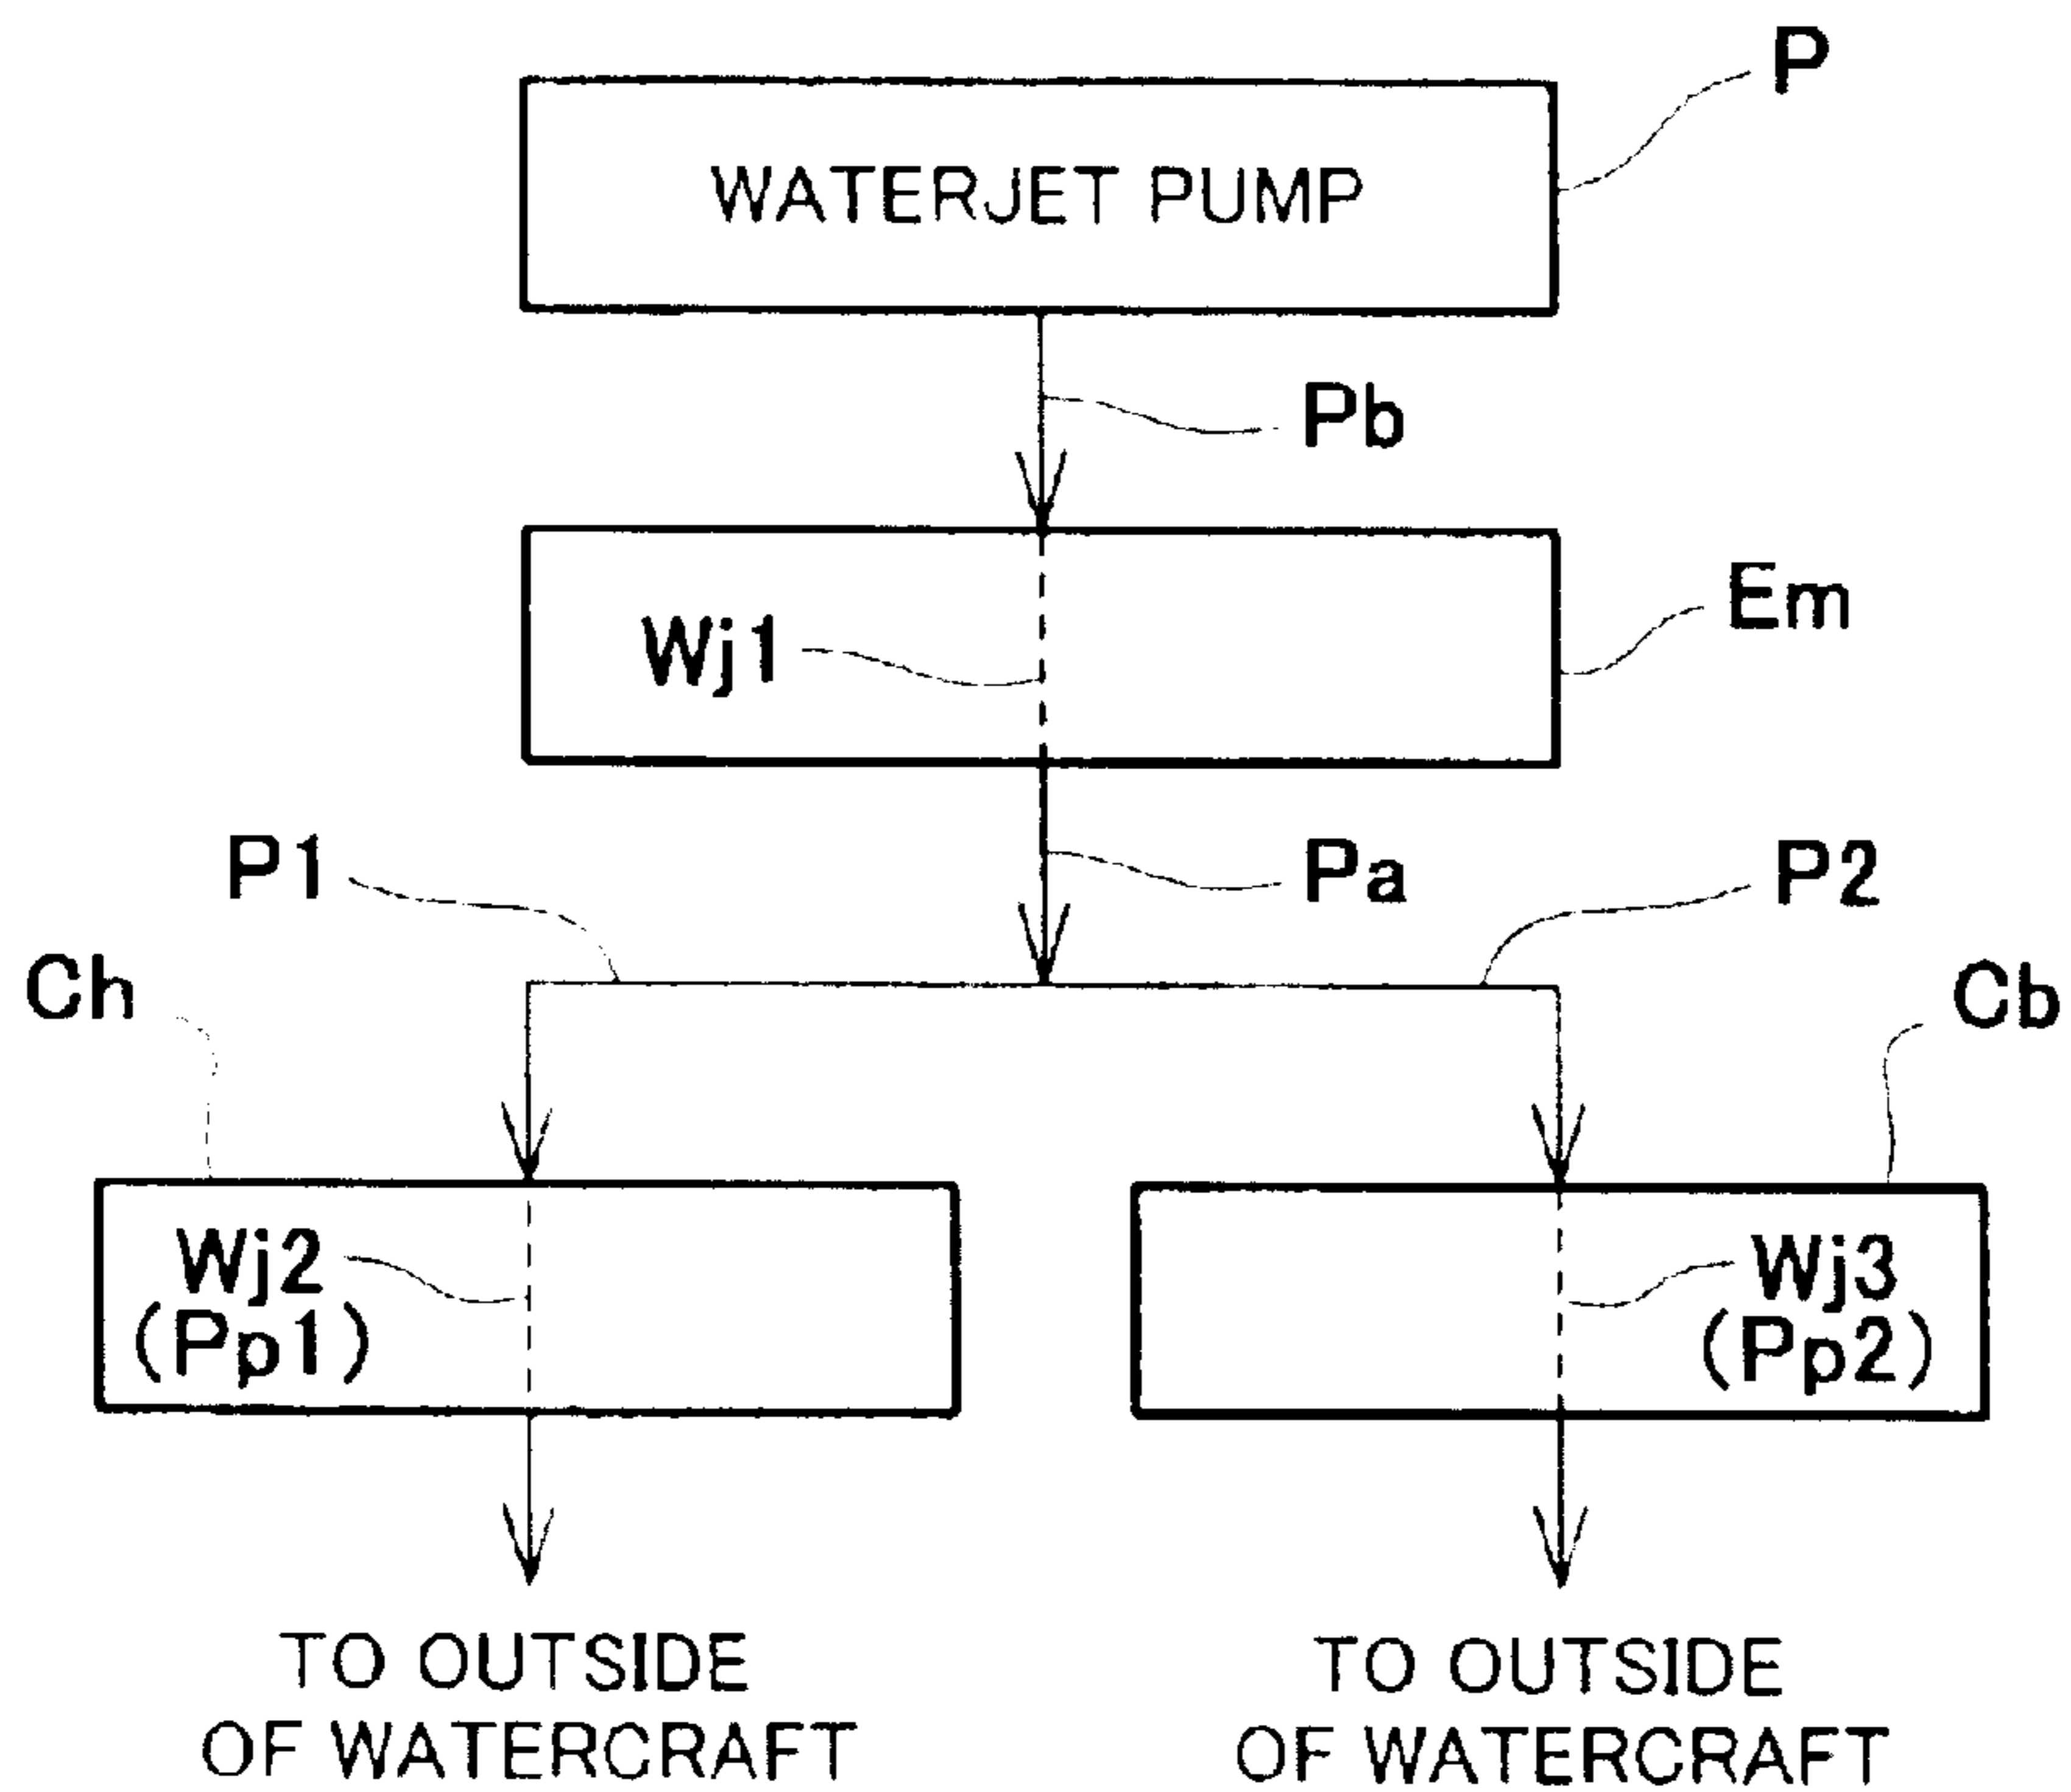 P
WATERJET PUMP
Pb
Em
Wj1
P1
Pa
P2
Ch
Cb
Wj2
(Pp1)
Wj3
(Pp2)
TO OUTSIDE
OF WATERCRAFT
TO OUTSIDE
OF WATERCRAFT